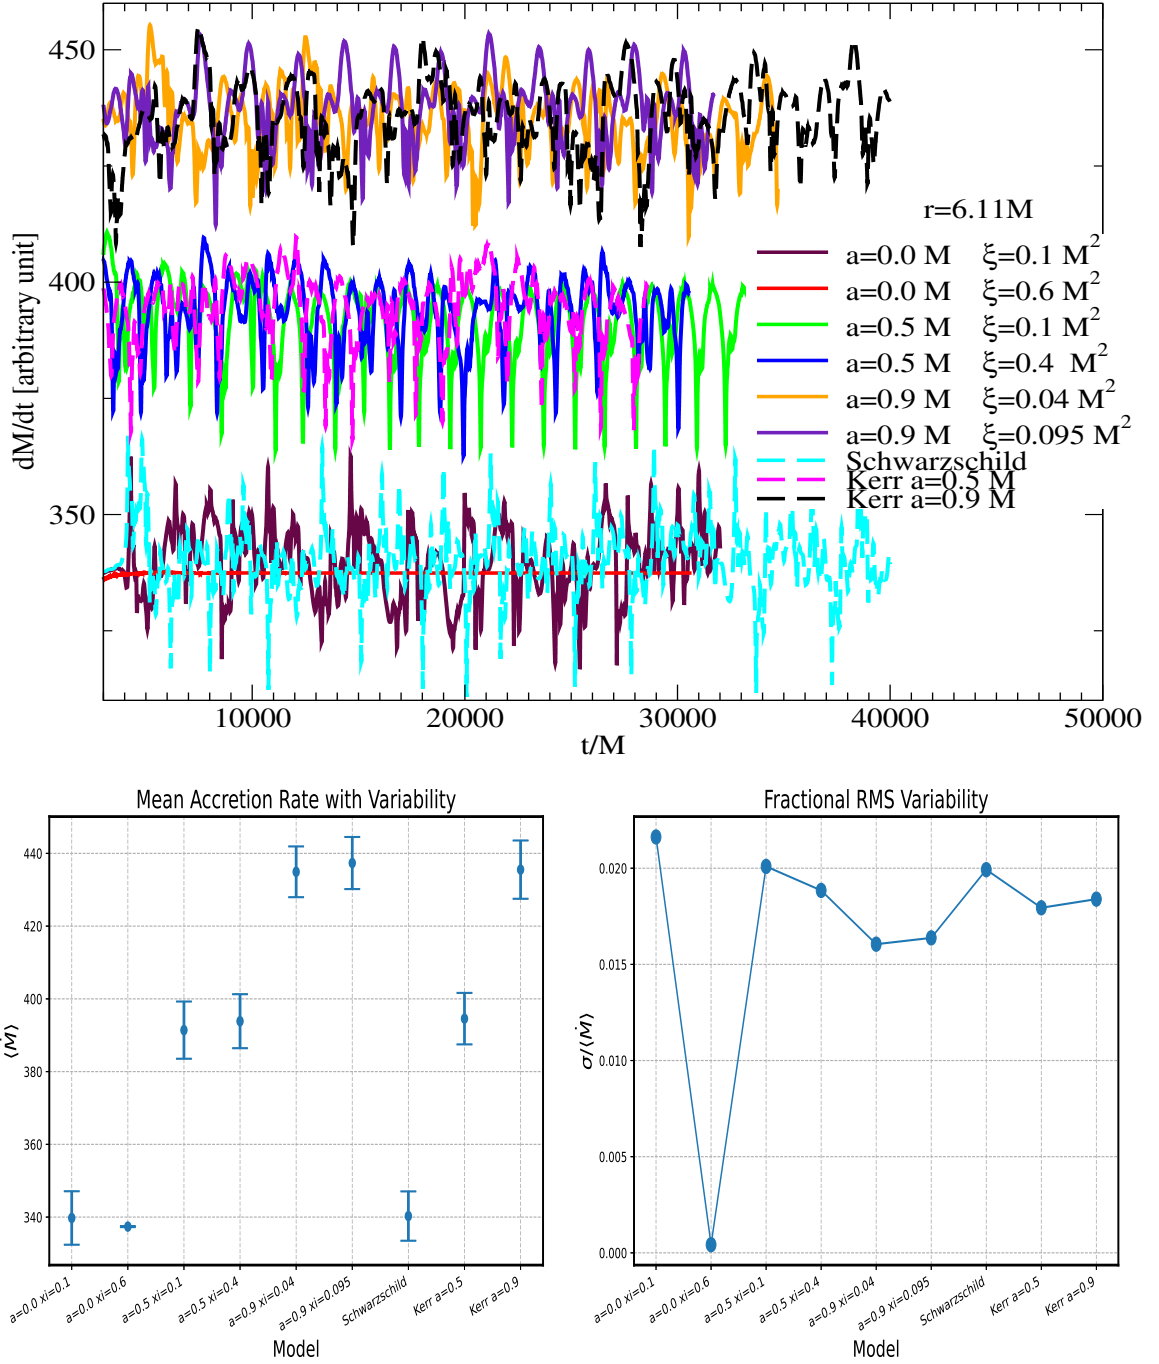 450
400
350
dM/dt [arbitrary unit]
r=6.11M
a=0.0 M ξ=0.1 M²
a=0.0 M ξ=0.6 M²
a=0.5 M ξ=0.1 M²
a=0.5 M ξ=0.4 M²
a=0.9 M ξ=0.04 M²
a=0.9 M ξ=0.095 M²
Schwarzschild
Kerr a=0.5 M
Kerr a=0.9 M
10000 20000 30000 40000 50000
t/M
Mean Accretion Rate with Variability
440
420
400
380
360
340
⟨Ṁ⟩
a=0.0 xi=0.1
a=0.0 xi=0.6
a=0.5 xi=0.1
a=0.5 xi=0.4
a=0.9 xi=0.04
a=0.9 xi=0.095
Schwarzschild
Kerr a=0.5
Kerr a=0.9
Model
Fractional RMS Variability
0.020
0.015
0.010
0.005
0.000
σ/⟨Ṁ⟩
a=0.0 xi=0.1
a=0.0 xi=0.6
a=0.5 xi=0.1
a=0.5 xi=0.4
a=0.9 xi=0.04
a=0.9 xi=0.095
Schwarzschild
Kerr a=0.5
Kerr a=0.9
Model